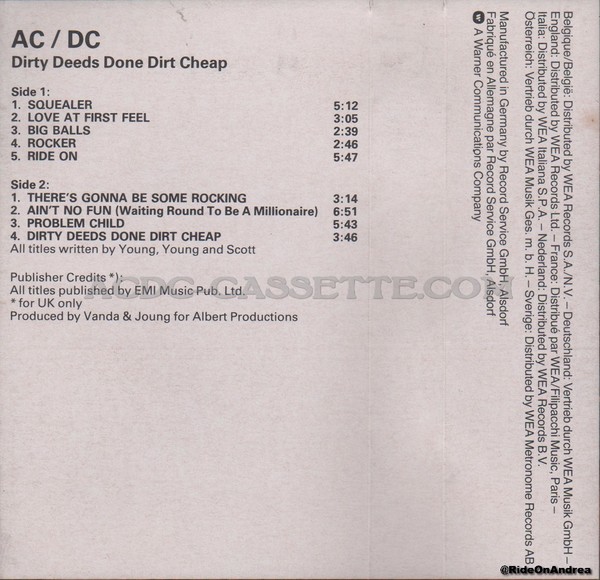 AC / DC
Dirty Deeds Done Dirt Cheap
Side 1:
1. SQUEALER 5:12
2. LOVE AT FIRST FEEL 3:05
3. BIG BALLS 2:39
4. ROCKER 2:46
5. RIDE ON 5:47
Side 2:
1. THERE'S GONNA BE SOME ROCKING 3:14
2. AIN'T NO FUN (Waiting Round To Be A Millionaire) 6:51
3. PROBLEM CHILD 5:43
4. DIRTY DEEDS DONE DIRT CHEAP 3:46
All titles written by Young, Young and Scott
Publisher Credits *):
All titles published by EMI Music Pub. Ltd.
* for UK only
Produced by Vanda & Joung for Albert Productions
ACDC-CASSETTE.COM
Belgique/België: Distributed by WEA Records S.A./N.V. – Deutschland: Vertrieb durch WEA Musik GmbH –
England: Distributed by WEA Records Ltd. – France: Distribué par WEA/Filipacchi Music, Paris –
Italia: Distributed by WEA Italiana S.P.A. – Nederland: Distributed by WEA Records B.V.
Österreich: Vertrieb durch WEA Musik Ges. m. b. H. – Sverige: Distributed by WEA Metronome Records AB
Manufactured in Germany by Record Service GmbH, Alsdorf
Fabriqué en Allemagne par Record Service GmbH, Alsdorf
W A Warner Communications Company
@RideOnAndrea